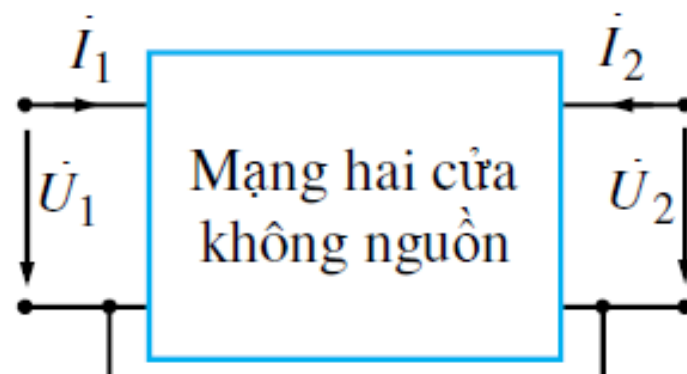 İ₁
İ₂
Mạng hai cửa
không nguồn
U̇₁
U̇₂